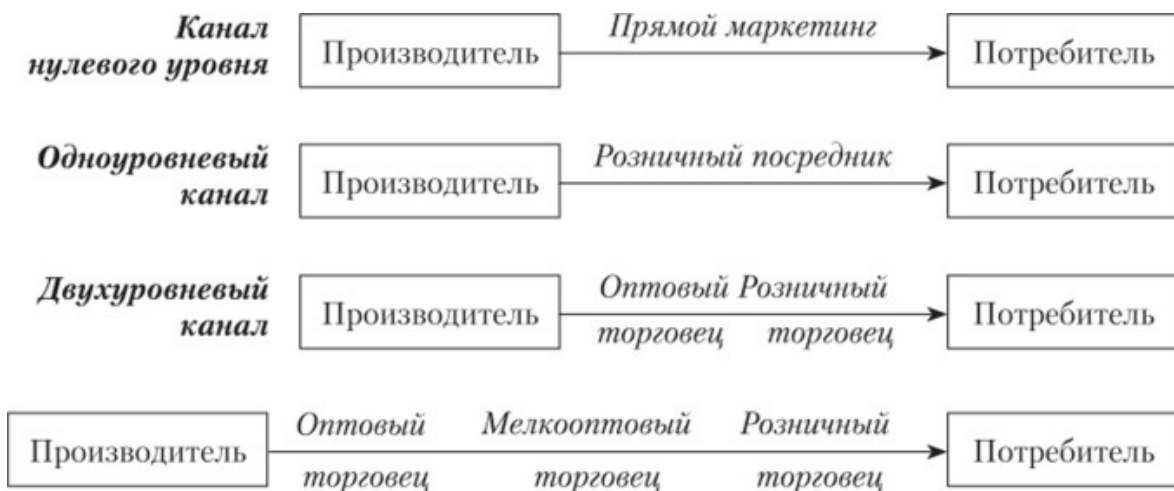 Канал
нулевого уровня
Производитель
Прямой маркетинг
Потребитель
Одноуровневый
канал
Производитель
Розничный посредник
Потребитель
Двухуровневый
канал
Производитель
Оптовый Розничный
торговец торговец
Потребитель
Производитель
Оптовый Мелкооптовый Розничный
торговец торговец торговец
Потребитель